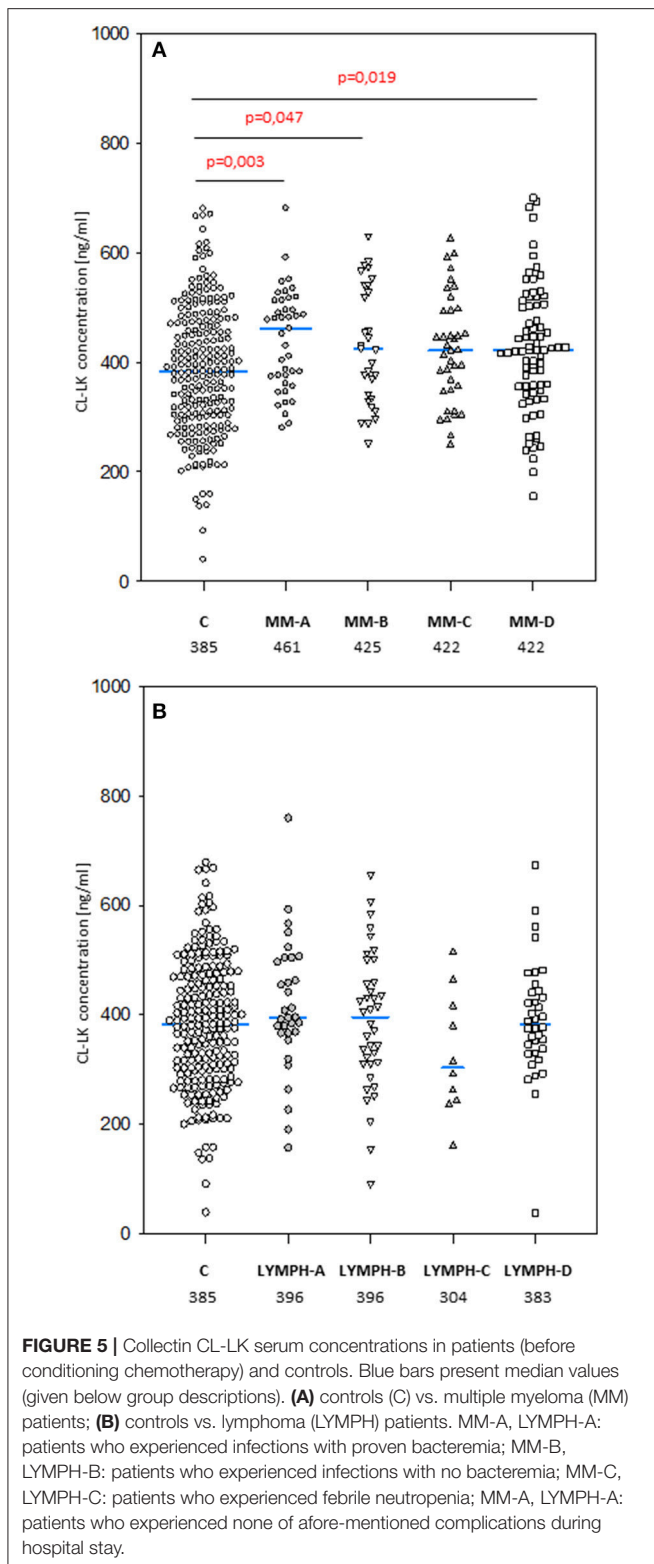 1000
A
p=0,019
800
p=0,047
p=0,003
600
CL-LK concentration [ng/ml]
400
200
0
C MM-A MM-B MM-C MM-D
385 461 425 422 422
1000
B
800
600
CL-LK concentration [ng/ml]
400
200
0
C LYMPH-A LYMPH-B LYMPH-C LYMPH-D
385 396 396 304 383
FIGURE 5 | Collectin CL-LK serum concentrations in patients (before
conditioning chemotherapy) and controls. Blue bars present median values
(given below group descriptions). (A) controls (C) vs. multiple myeloma (MM)
patients; (B) controls vs. lymphoma (LYMPH) patients. MM-A, LYMPH-A:
patients who experienced infections with proven bacteremia; MM-B,
LYMPH-B: patients who experienced infections with no bacteremia; MM-C,
LYMPH-C: patients who experienced febrile neutropenia; MM-A, LYMPH-A:
patients who experienced none of afore-mentioned complications during
hospital stay.